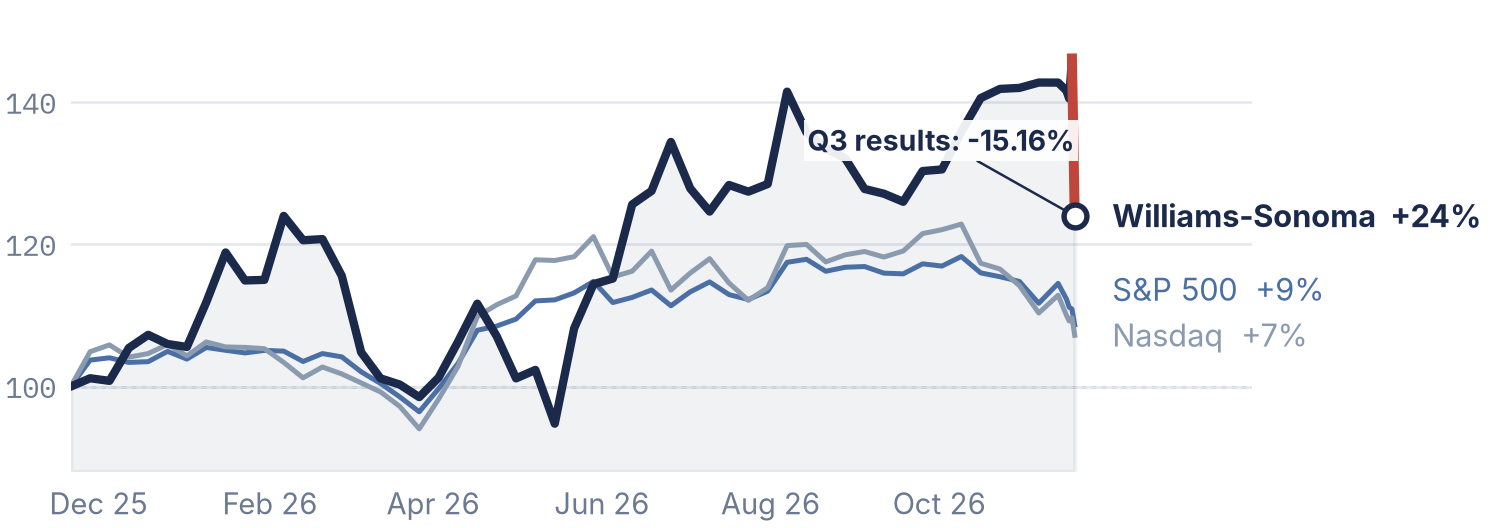 140
Q3 results: -15.16%
Williams-Sonoma +24%
120
S&P 500 +9%
Nasdaq +7%
100
Dec 25 Feb 26 Apr 26 Jun 26 Aug 26 Oct 26